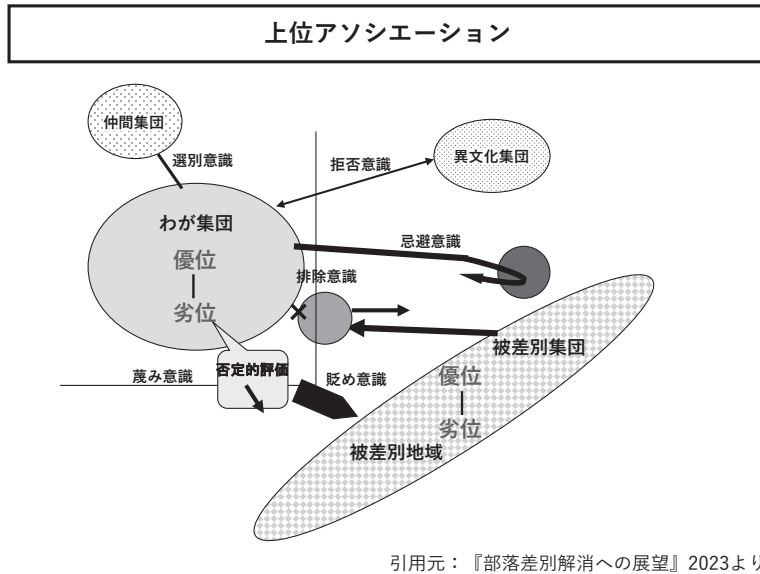 上位アソシエーション
仲間集団
選別意識
拒否意識
異文化集団
わが集団
優位
劣位
忌避意識
排除意識
被差別集団
優位
劣位
被差別地域
蔑み意識
否定的評価
貶め意識
引用元：『部落差別解消への展望』2023より